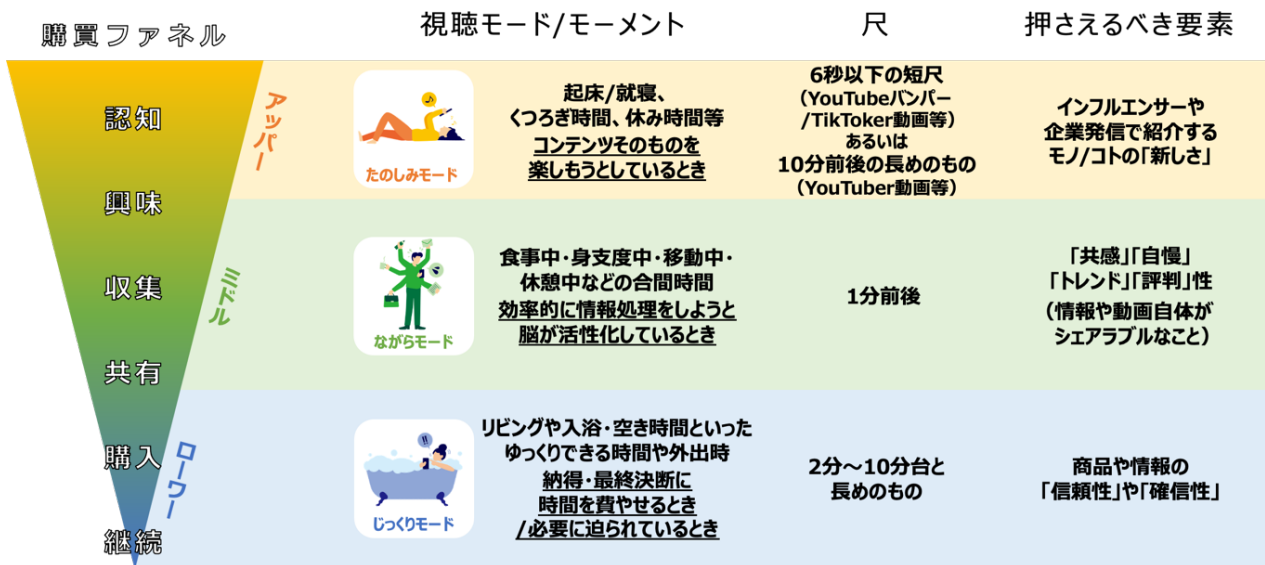 購買ファネル
視聴モード/モーメント
尺
押さえるべき要素
認知
興味
収集
共有
購入
継続
アッパー
たのしみモード
起床/就寝、
くつろぎ時間、休み時間等
コンテンツそのものを
楽しもうとしているとき
6秒以下の短尺
（YouTubeバンパー
/TikToker動画等）
あるいは
10分前後の長めのもの
（YouTuber動画等）
インフルエンサーや
企業発信で紹介する
モノ/コトの「新しさ」
ミドル
ながらモード
食事中・身支度中・移動中・
休憩中などの合間時間
効率的に情報処理をしようと
脳が活性化しているとき
1分前後
「共感」「自慢」
「トレンド」「評判」性
（情報や動画自体が
シェアラブルなこと）
ローワー
じっくりモード
リビングや入浴・空き時間といった
ゆっくりできる時間や外出時
納得・最終決断に
時間を費やせるとき
/必要に迫られているとき
2分～10分台と
長めのもの
商品や情報の
「信頼性」や「確信性」